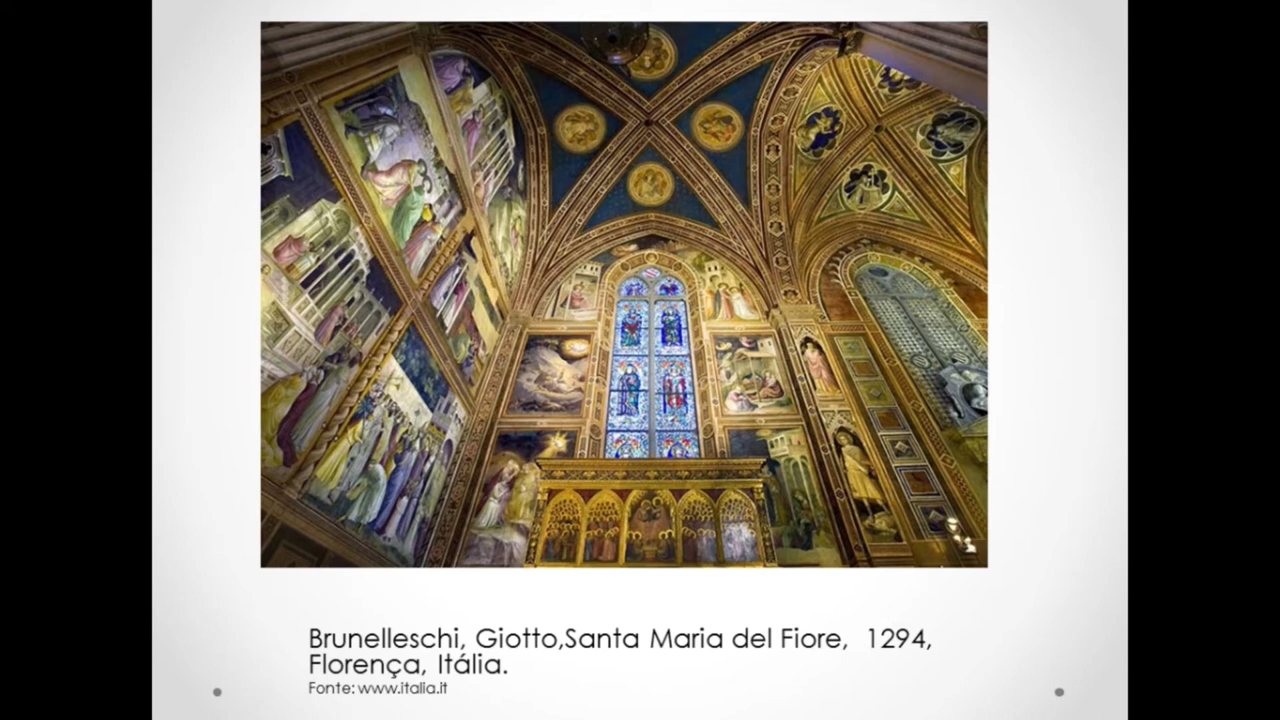 Brunelleschi, Giotto,Santa Maria del Fiore, 1294,
Florença, Itália.
Fonte: www.italia.it